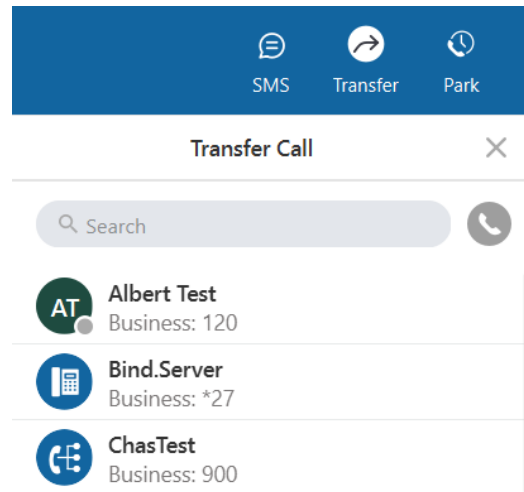 SMS Transfer Park
Transfer Call
Search
AT Albert Test
Business: 120
Bind.Server
Business: *27
ChasTest
Business: 900